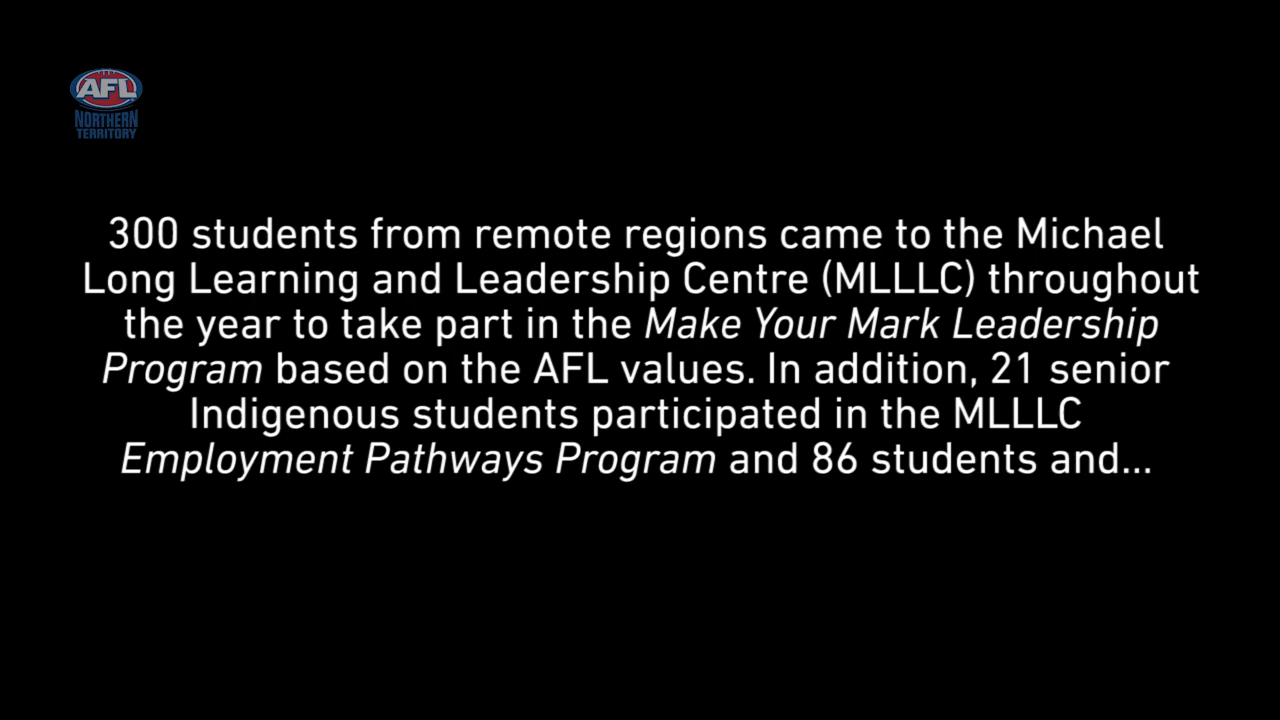 AFL
NORTHERN
TERRITORY
300 students from remote regions came to the Michael
Long Learning and Leadership Centre (MLLLC) throughout
the year to take part in the Make Your Mark Leadership
Program based on the AFL values. In addition, 21 senior
Indigenous students participated in the MLLLC
Employment Pathways Program and 86 students and...